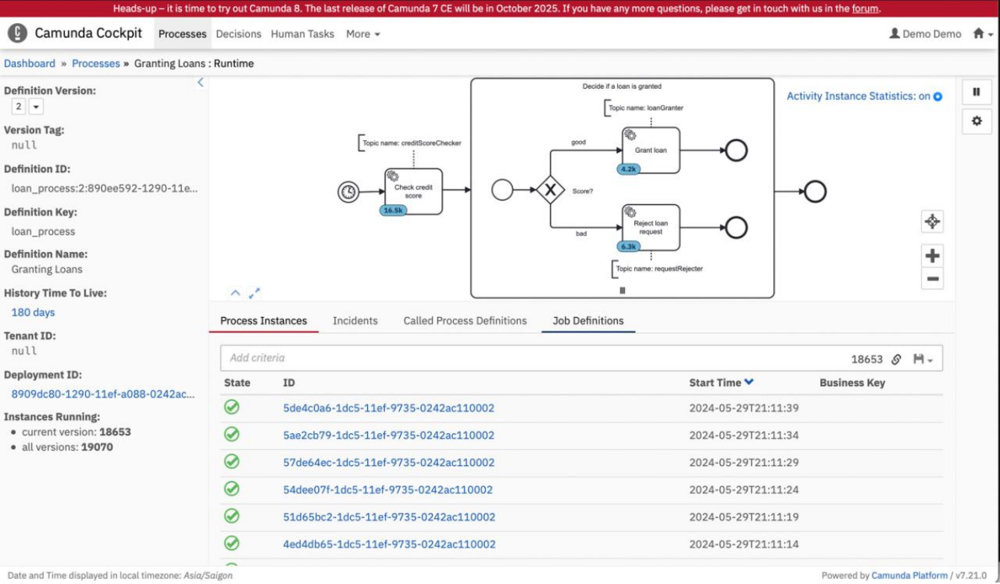 Heads-up – it is time to try out Camunda 8. The last release of Camunda 7 CE will be in October 2025. If you have any more questions, please get in touch with us in the forum.
Camunda Cockpit Processes Decisions Human Tasks More Demo Demo
Dashboard » Processes » Granting Loans : Runtime
Definition Version:
2
Version Tag:
null
Definition ID:
loan_process:2:890ee592-1290-11e...
Definition Key:
loan_process
Definition Name:
Granting Loans
History Time To Live:
180 days
Tenant ID:
null
Deployment ID:
8909dc80-1290-11ef-a088-0242ac...
Instances Running:
• current version: 18653
• all versions: 19070
Activity Instance Statistics: on
Topic name: creditScoreChecker
Check credit
score
16.5k
Decide if a loan is granted
Topic name: loanGranter
good
Grant loan
4.2k
Score?
bad
Reject loan
request
6.3k
Topic name: requestRejecter
Process Instances Incidents Called Process Definitions Job Definitions
Add criteria 18653
State ID Start Time Business Key
5de4c0a6-1dc5-11ef-9735-0242ac110002 2024-05-29T21:11:39
5ae2cb79-1dc5-11ef-9735-0242ac110002 2024-05-29T21:11:34
57de64ec-1dc5-11ef-9735-0242ac110002 2024-05-29T21:11:29
54dee07f-1dc5-11ef-9735-0242ac110002 2024-05-29T21:11:24
51d65bc2-1dc5-11ef-9735-0242ac110002 2024-05-29T21:11:19
4ed4db65-1dc5-11ef-9735-0242ac110002 2024-05-29T21:11:14
Date and Time displayed in local timezone: Asia/Saigon
Powered by Camunda Platform / v7.21.0